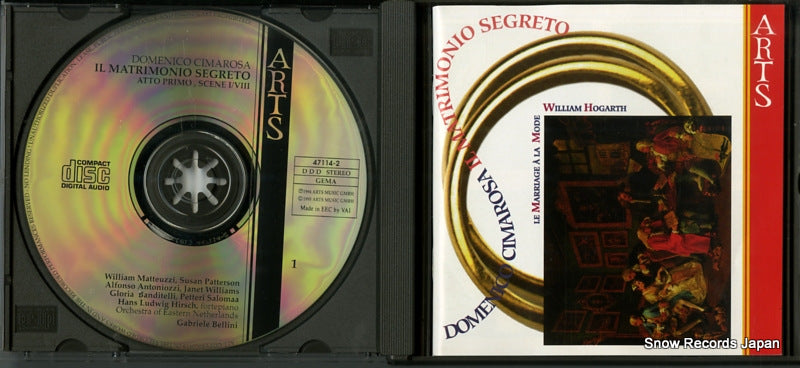 DOMENICO CIMAROSA
IL MATRIMONIO SEGRETO
ATTO PRIMO, SCENE I/VIII
ARTS
COMPACT
disc
DIGITAL AUDIO
47114-2
DDD STEREO
GEMA
Made in EEC by VAI
1
William Matteuzzi, Susan Patterson
Alfonso Antoniozzi, Janet Williams
Gloria Banditelli, Petteri Salomaa
Hans Ludwig Hirsch, fortepiano
Orchestra of Eastern Netherlands
Gabriele Bellini
DOMENICO CIMAROSA IL MATRIMONIO SEGRETO
WILLIAM HOGARTH
LE MARRIAGE À LA MODE
ARTS
Snow Records Japan